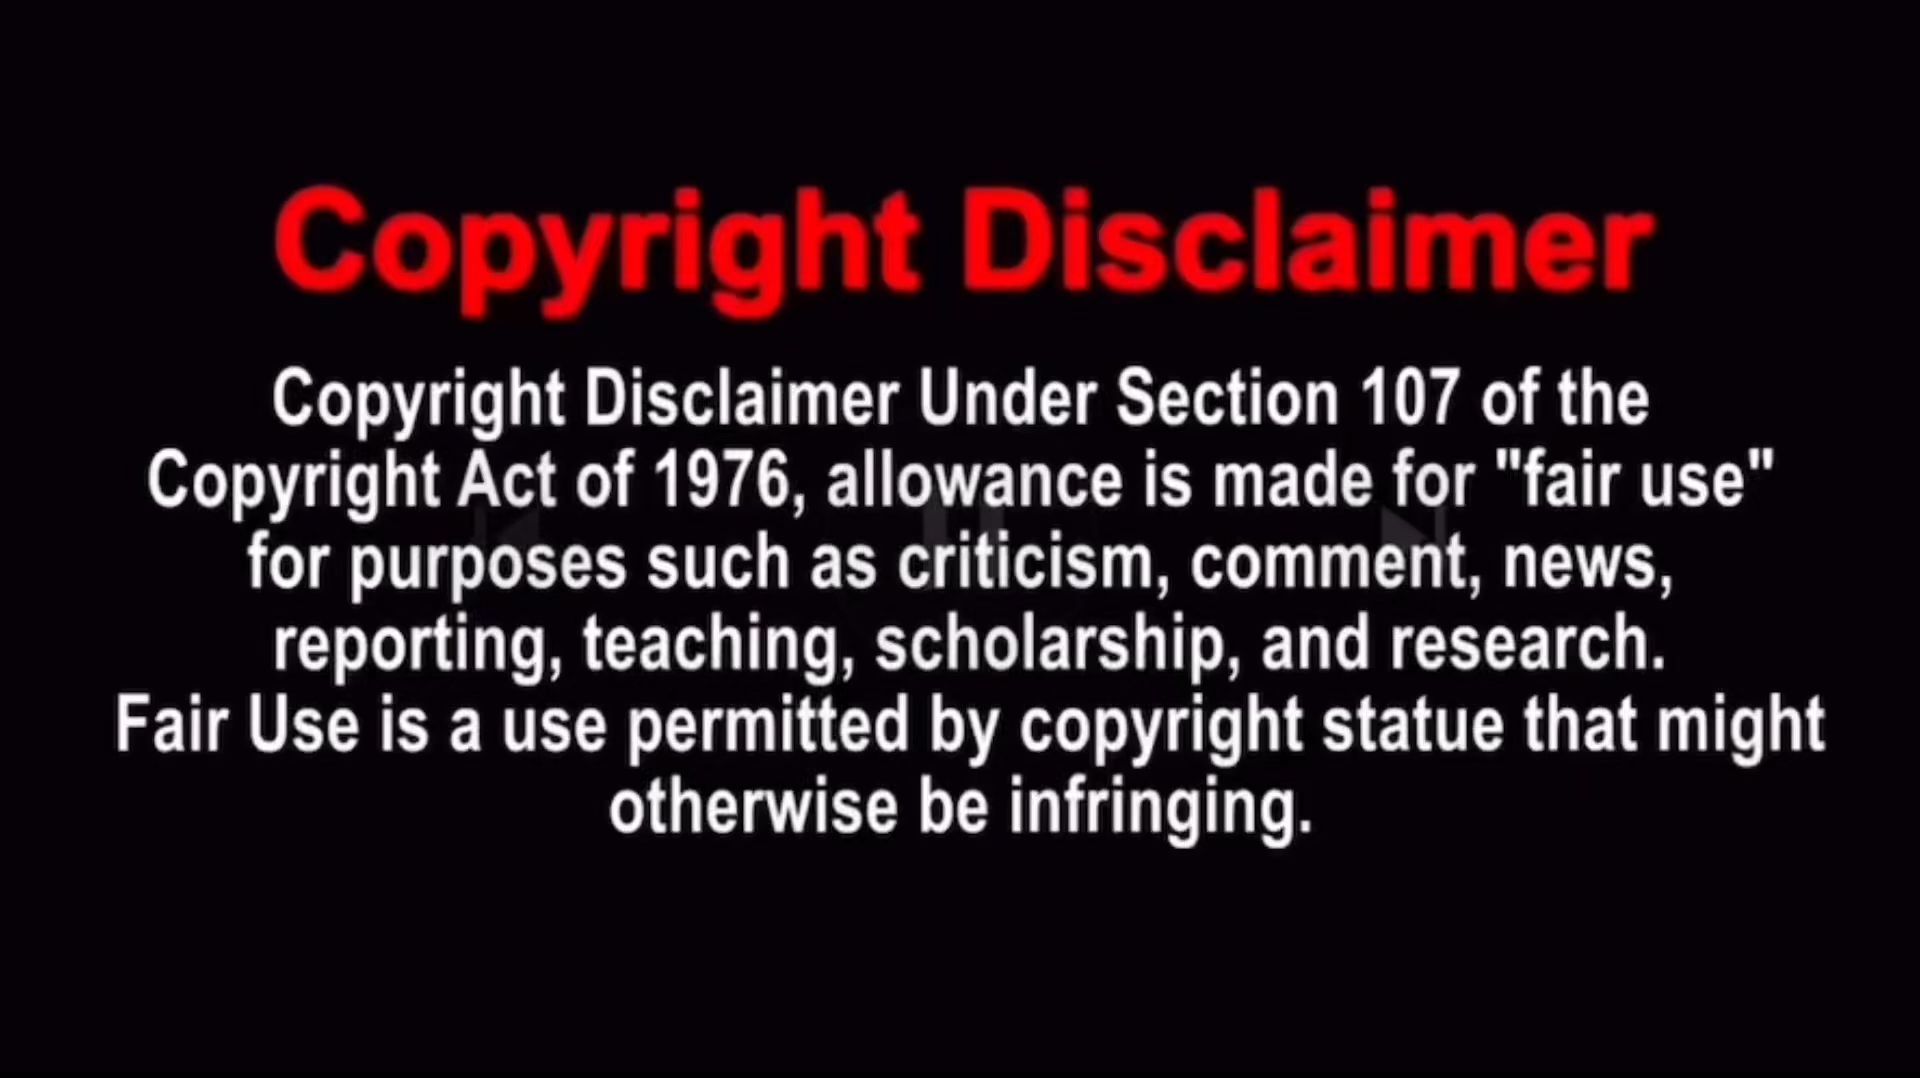 Copyright Disclaimer
Copyright Disclaimer Under Section 107 of the
Copyright Act of 1976, allowance is made for "fair use"
for purposes such as criticism, comment, news,
reporting, teaching, scholarship, and research.
Fair Use is a use permitted by copyright statue that might
otherwise be infringing.